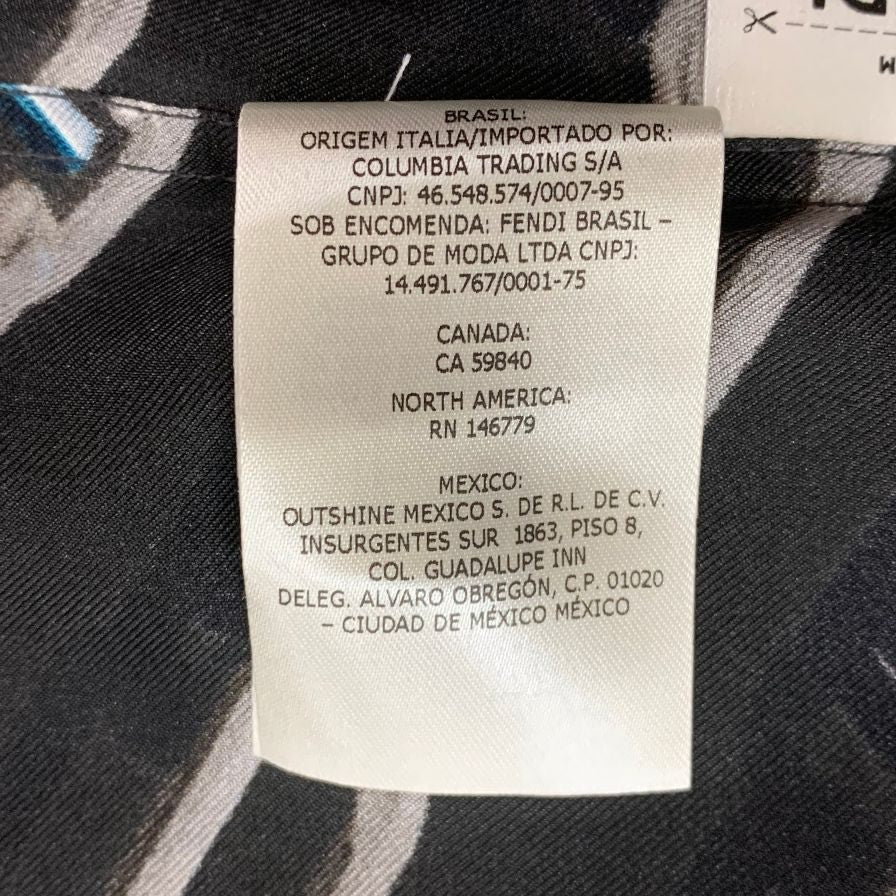 BRASIL:
ORIGEM ITALIA/IMPORTADO POR:
COLUMBIA TRADING S/A
CNPJ: 46.548.574/0007-95
SOB ENCOMENDA: FENDI BRASIL –
GRUPO DE MODA LTDA CNPJ:
14.491.767/0001-75
CANADA:
CA 59840
NORTH AMERICA:
RN 146779
MEXICO:
OUTSHINE MEXICO S. DE R.L. DE C.V.
INSURGENTES SUR 1863, PISO 8,
COL. GUADALUPE INN
DELEG. ALVARO OBREGÓN, C.P. 01020
– CIUDAD DE MÉXICO MÉXICO